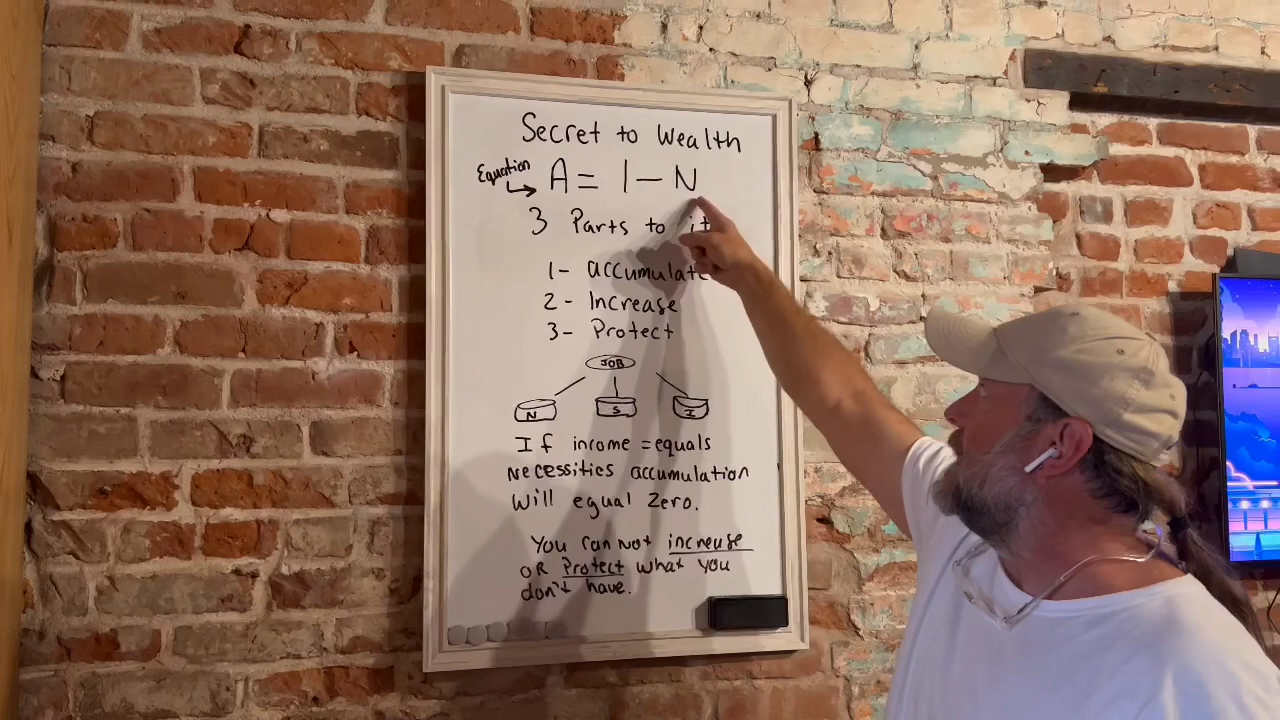 Secret to Wealth
Equation
A = I - N
3 Parts to it
1- accumulate
2- Increase
3- Protect
JOB
N S I
If income = equals
Necessities accumulation
Will equal Zero.
You can not increase
OR Protect what you
don't have.